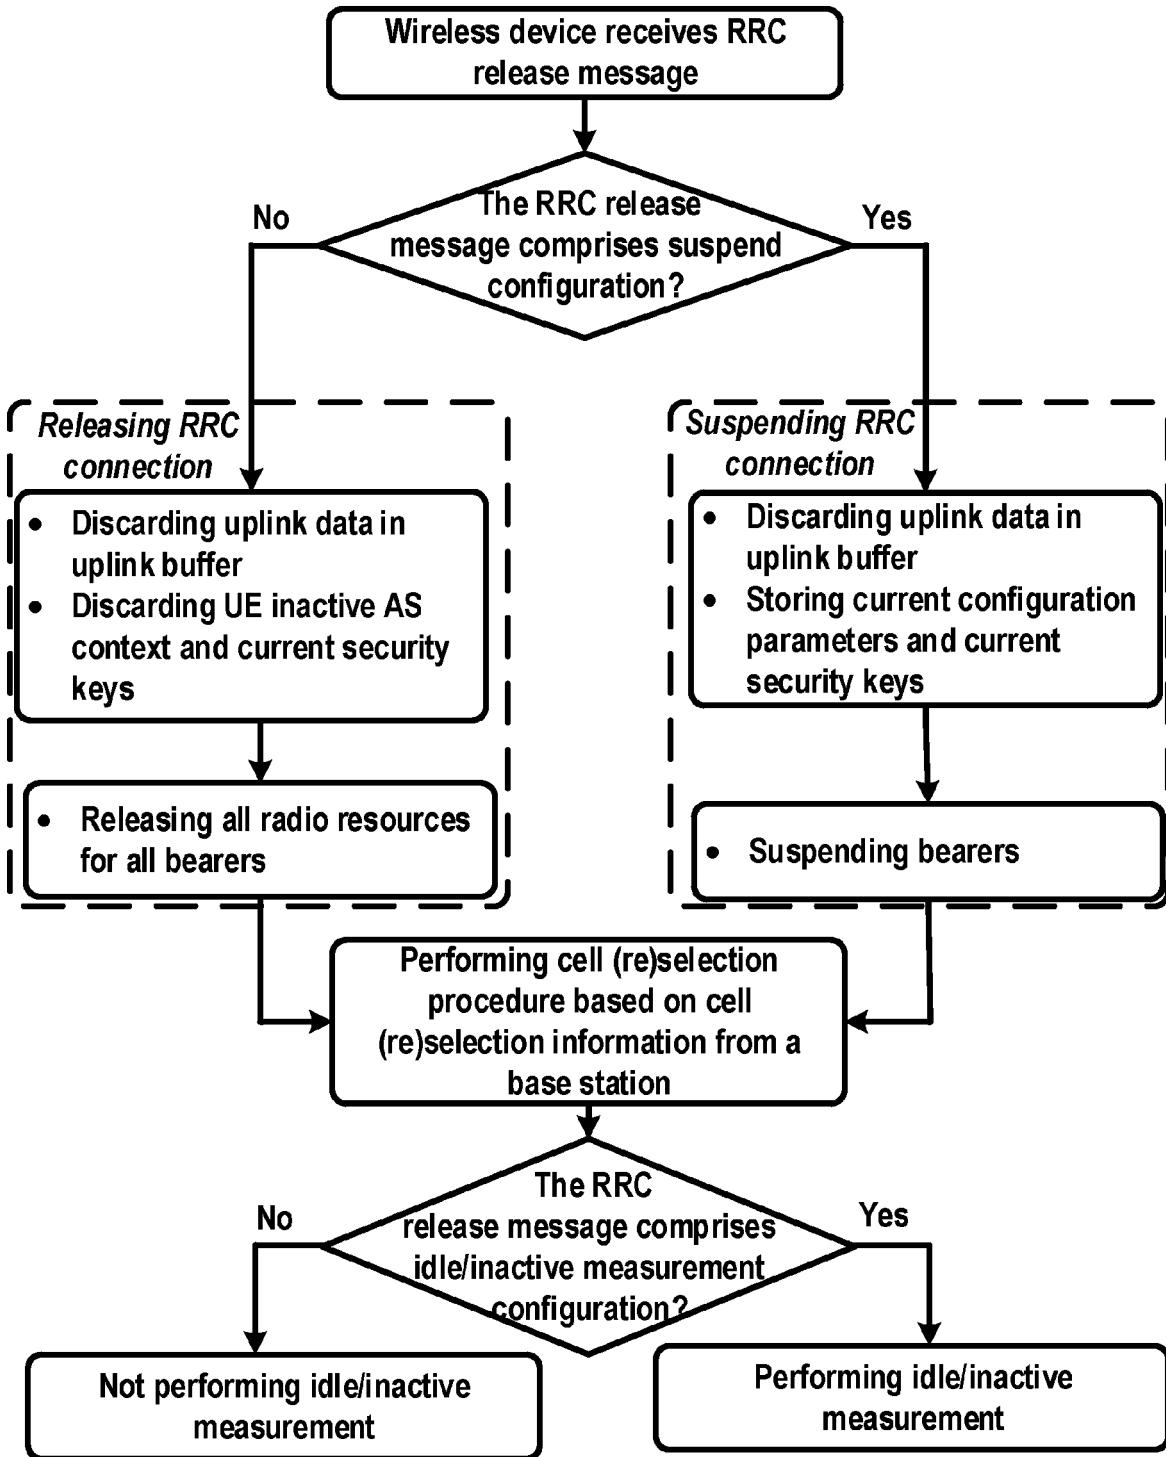 Wireless device receives RRC
release message
The RRC release
message comprises suspend
configuration?
No
Yes
Releasing RRC
connection
• Discarding uplink data in
uplink buffer
• Discarding UE inactive AS
context and current security
keys
• Releasing all radio resources
for all bearers
Suspending RRC
connection
• Discarding uplink data in
uplink buffer
• Storing current configuration
parameters and current
security keys
• Suspending bearers
Performing cell (re)selection
procedure based on cell
(re)selection information from a
base station
The RRC
release message comprises
idle/inactive measurement
configuration?
No
Yes
Not performing idle/inactive
measurement
Performing idle/inactive
measurement